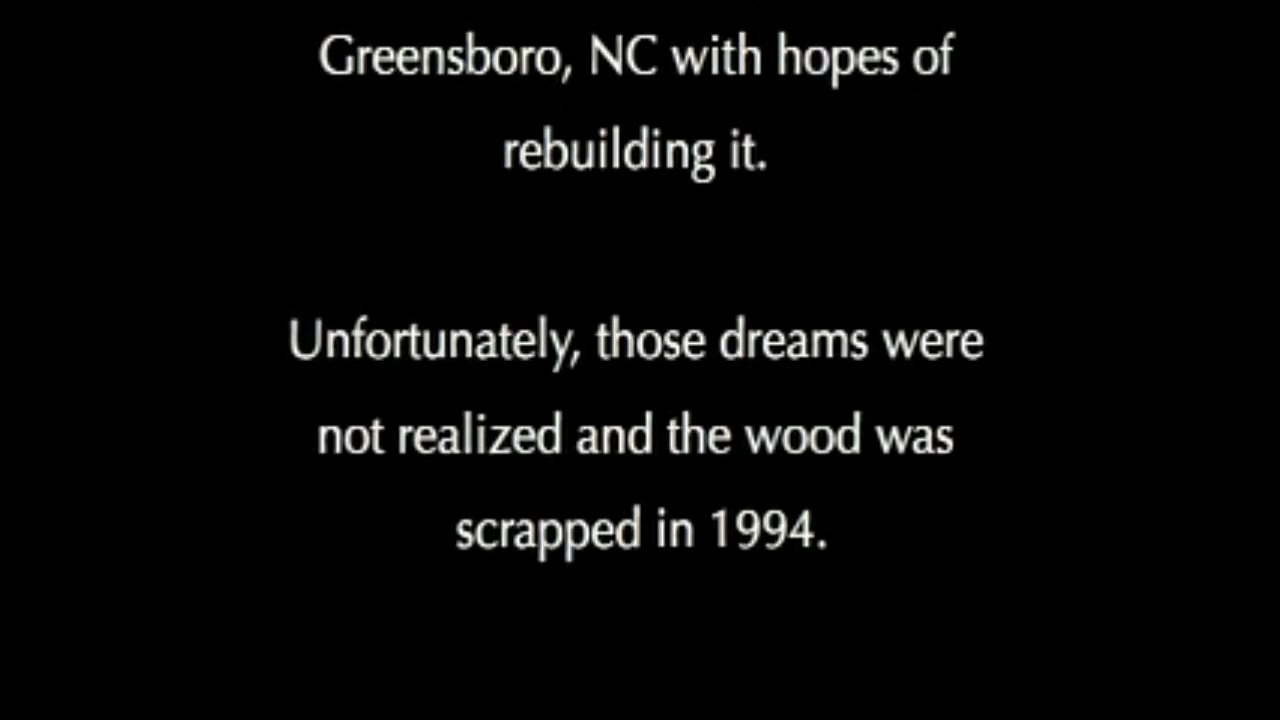 Greensboro, NC with hopes of
rebuilding it.
Unfortunately, those dreams were
not realized and the wood was
scrapped in 1994.